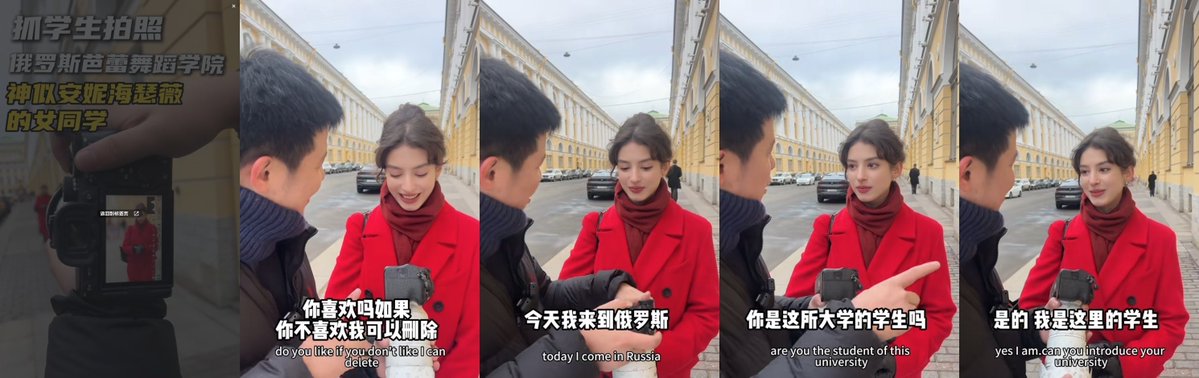 抓学生拍照
俄罗斯芭蕾舞蹈学院
神似安妮海瑟薇
的女同学
你喜欢吗如果
你不喜欢我可以删除
do you like if you don't like I can
delete
今天我来到俄罗斯
today I come in Russia
你是这所大学的学生吗
are you the student of this
university
是的 我是这里的学生
yes I am.can you introduce your
university